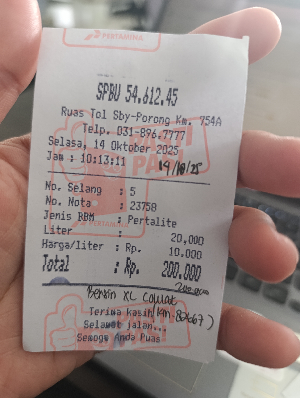 PERTAMINA
SPBU 54.612.45
Ruas Tol Sby-Porong Km. 754A
Telp. 031-896.7777
Selasa, 14 Oktober 2025
Jam : 10:13:11
14/10/25
No. Selang : 5
No. Nota : 23758
Jenis BBM : Pertalite
Liter : 20,000
Harga/liter : Rp. 10.000
Total : Rp. 200.000
200.000
Bensin XL
Terima kasih
Selamat jalan...
Semoga Anda Puas